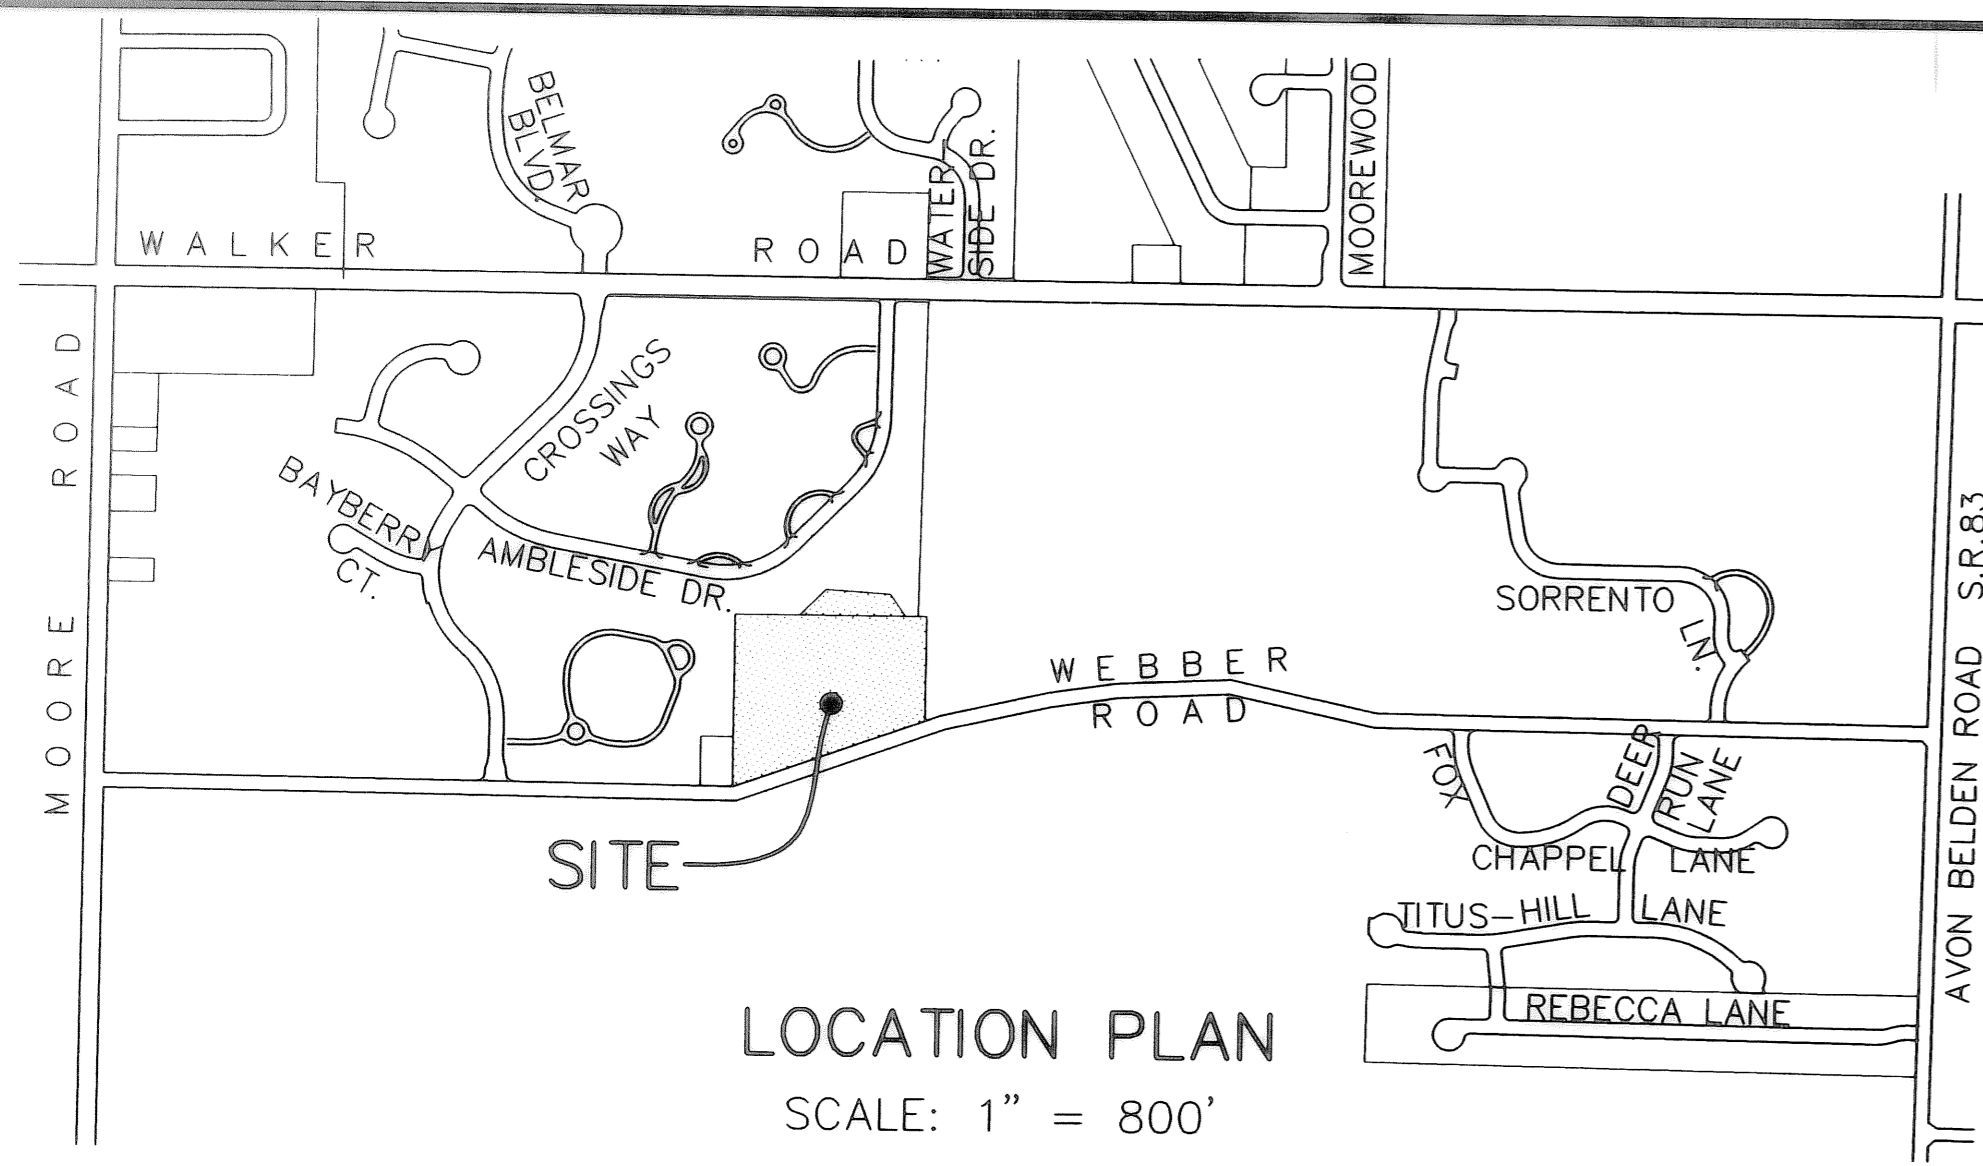 BELMAR
BLVD.
WATER
SIDE DR.
MOOREWOOD
WALKER ROAD
MOORE ROAD
CROSSINGS
WAY
BAYBERR
CT.
AMBLESIDE DR.
SORRENTO
LN.
WEBBER
ROAD
AVON BELDEN ROAD S.R.83
FOX
DEER
RUN
LANE
CHAPPEL LANE
TITUS-HILL LANE
REBECCA LANE
SITE
LOCATION PLAN
SCALE: 1” = 800’